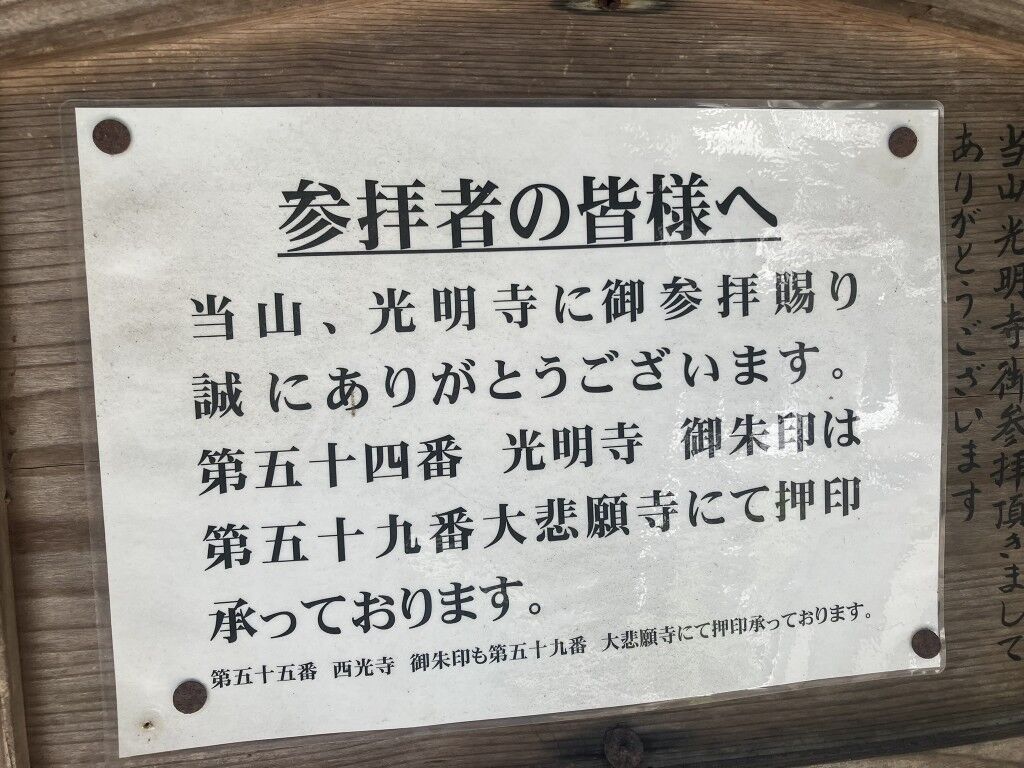 参拝者の皆様へ
当山、光明寺に御参拝賜り
誠にありがとうございます。
第五十四番 光明寺 御朱印は
第五十九番大悲願寺にて押印
承っております。
第五十五番 西光寺 御朱印も第五十九番 大悲願寺にて押印承っております。
当山光明寺御参拝頂きまして
ありがとうございます